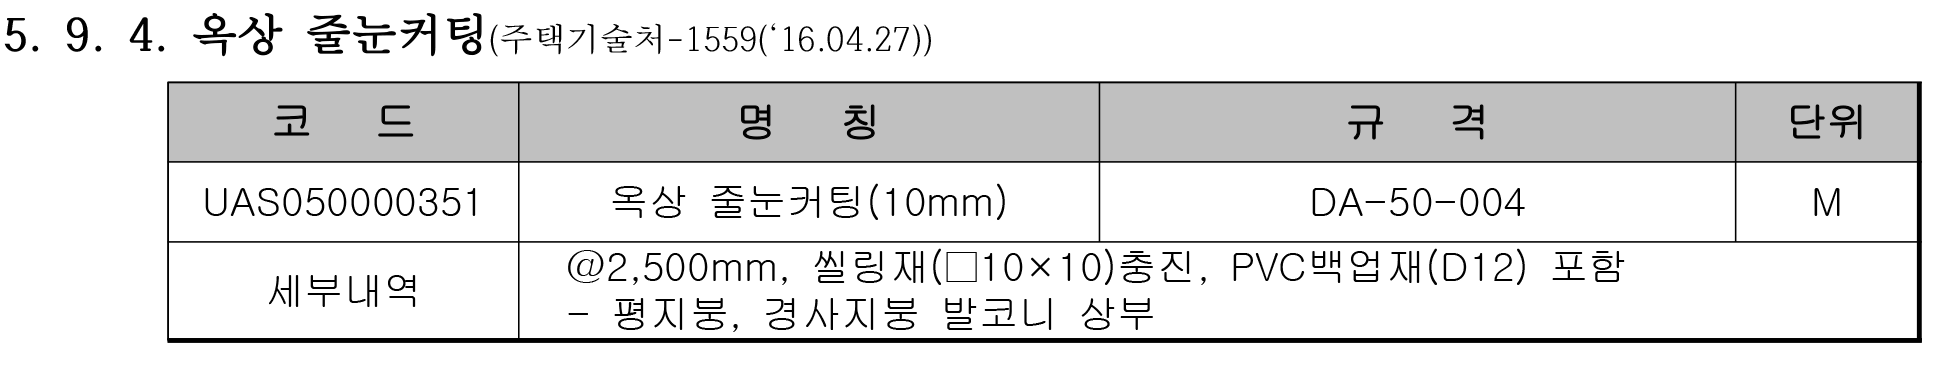 5. 9. 4. 옥상 줄눈커팅(주택기술처-1559(‘16.04.27))
코 드 명 칭 규 격 단위
UAS050000351 옥상 줄눈커팅(10mm) DA-50-004 M
세부내역 @2,500mm, 씰링재(□10×10)충진, PVC백업재(D12) 포함
- 평지붕, 경사지붕 발코니 상부